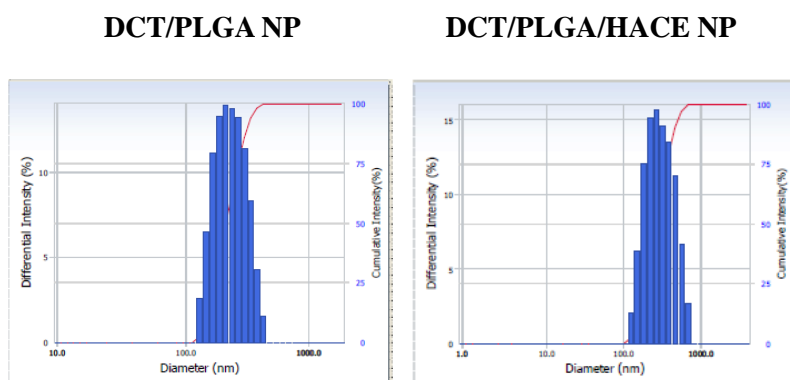 DCT/PLGA NP
DCT/PLGA/HACE NP
Differential Intensity (%)
10
5
0
100
75
50
25
0
Cumulative Intensity(%)
10.0 100.0 1000.0
Diameter (nm)
Differential Intensity (%)
15
10
5
0
100
75
50
25
0
Cumulative Intensity(%)
1.0 10.0 100.0 1000.0
Diameter (nm)